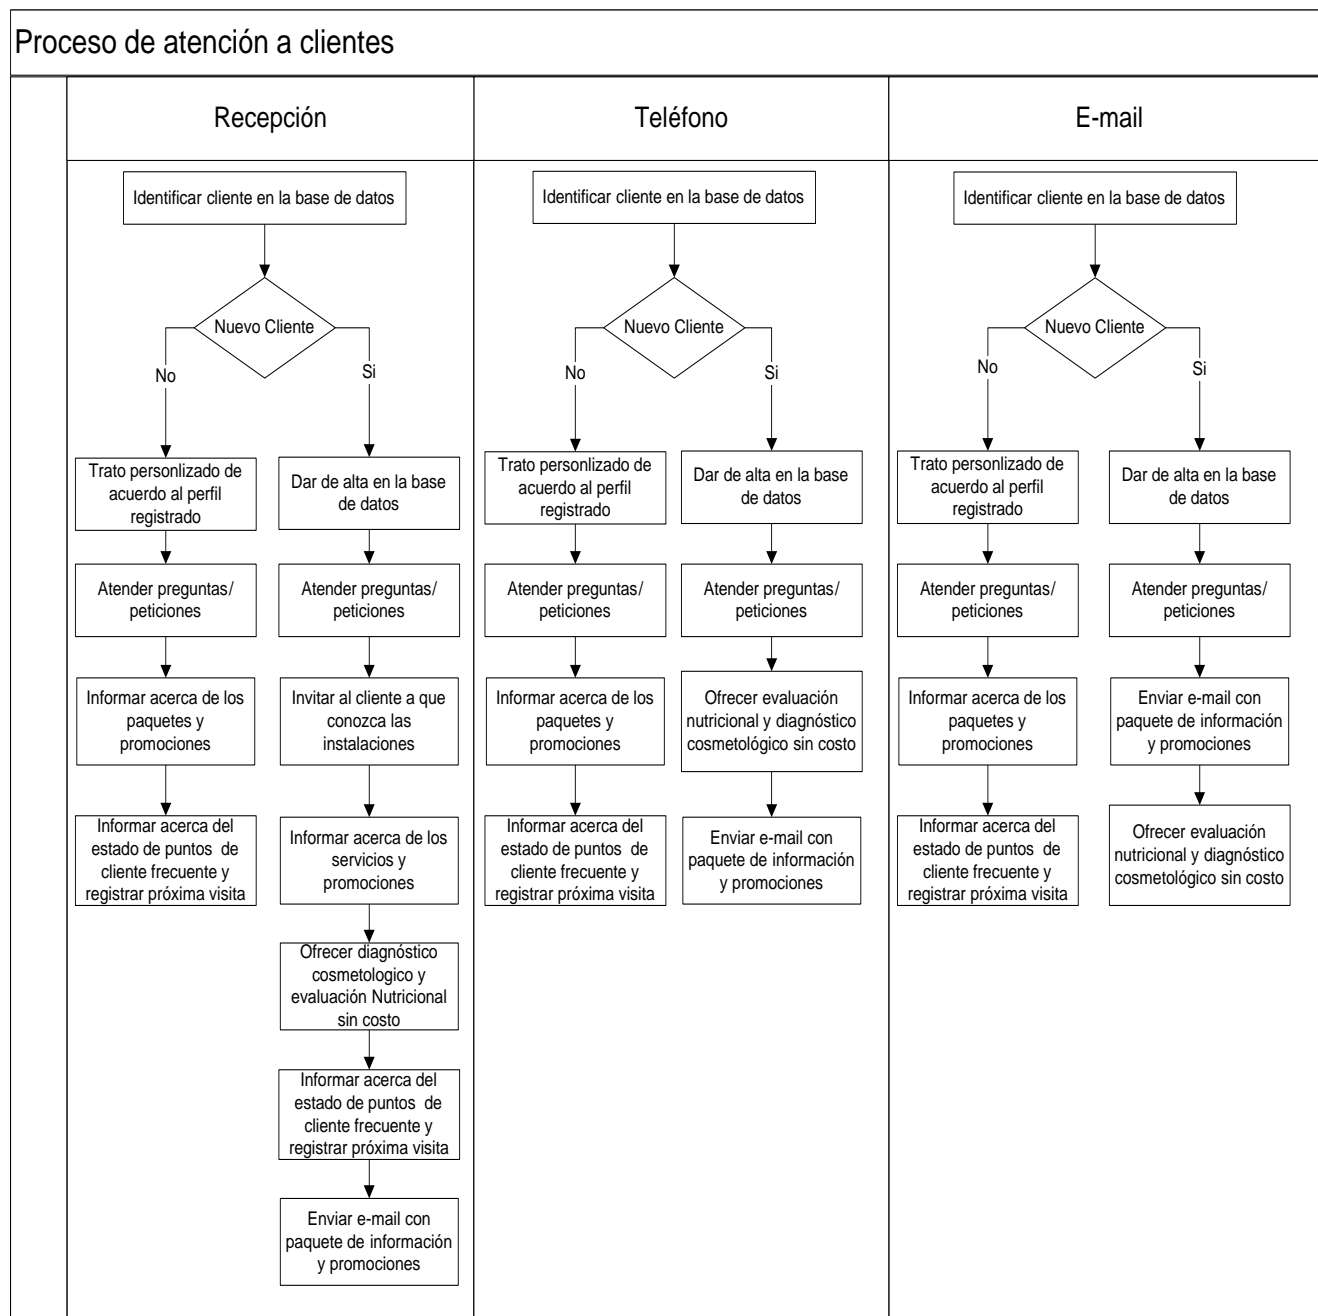 Proceso de atención a clientes
Recepción
Identificar cliente en la base de datos
Nuevo Cliente
No
Si
Trato personlizado de
acuerdo al perfil
registrado
Atender preguntas/
peticiones
Informar acerca de los
paquetes y
promociones
Informar acerca del
estado de puntos de
cliente frecuente y
registrar próxima visita
Dar de alta en la base
de datos
Atender preguntas/
peticiones
Invitar al cliente a que
conozca las
instalaciones
Informar acerca de los
servicios y
promociones
Ofrecer diagnóstico
cosmetologico y
evaluación Nutricional
sin costo
Informar acerca del
estado de puntos de
cliente frecuente y
registrar próxima visita
Enviar e-mail con
paquete de información
y promociones
Teléfono
Identificar cliente en la base de datos
Nuevo Cliente
No
Si
Trato personlizado de
acuerdo al perfil
registrado
Atender preguntas/
peticiones
Informar acerca de los
paquetes y
promociones
Informar acerca del
estado de puntos de
cliente frecuente y
registrar próxima visita
Dar de alta en la base
de datos
Atender preguntas/
peticiones
Ofrecer evaluación
nutricional y diagnóstico
cosmetológico sin costo
Enviar e-mail con
paquete de información
y promociones
E-mail
Identificar cliente en la base de datos
Nuevo Cliente
No
Si
Trato personlizado de
acuerdo al perfil
registrado
Atender preguntas/
peticiones
Informar acerca de los
paquetes y
promociones
Informar acerca del
estado de puntos de
cliente frecuente y
registrar próxima visita
Dar de alta en la base
de datos
Atender preguntas/
peticiones
Enviar e-mail con
paquete de información
y promociones
Ofrecer evaluación
nutricional y diagnóstico
cosmetológico sin costo